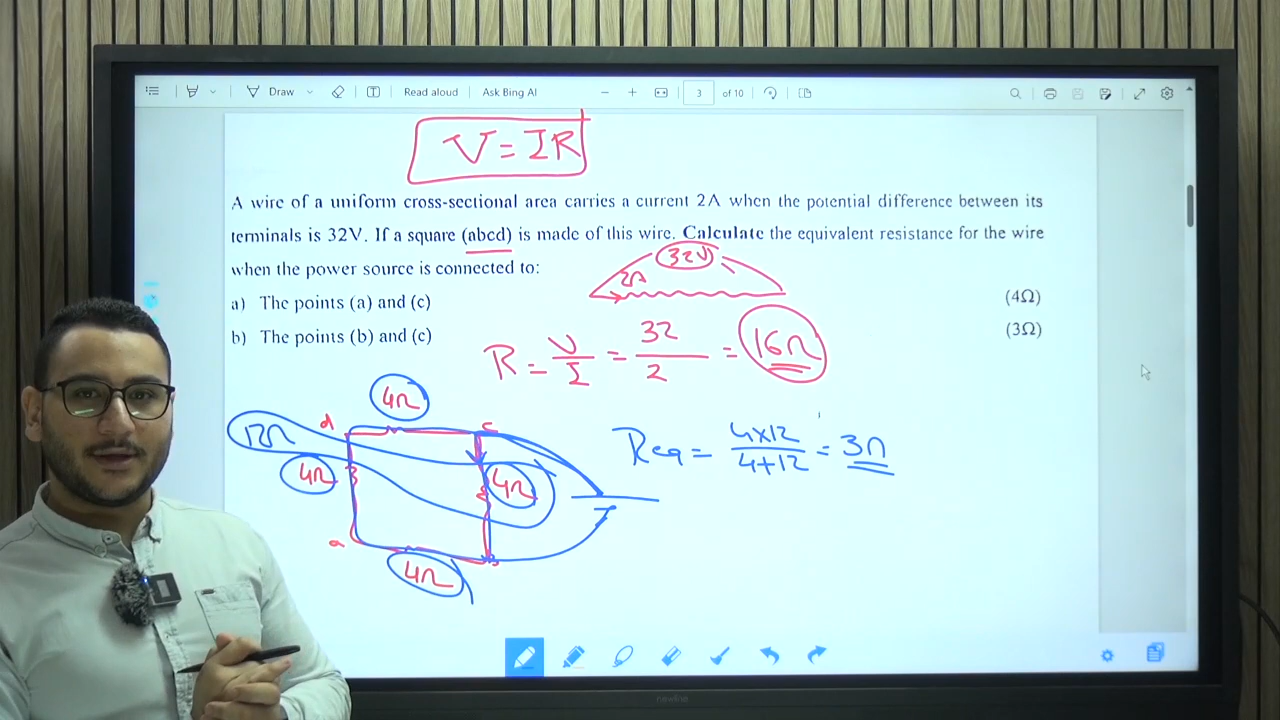 Draw
Read aloud
Ask Bing AI
3 of 10
V = IR
A wire of a uniform cross-sectional area carries a current 2A when the potential difference between its
terminals is 32V. If a square (abcd) is made of this wire. Calculate the equivalent resistance for the wire
when the power source is connected to:
32V
2A
a) The points (a) and (c) (4Ω)
b) The points (b) and (c) (3Ω)
R = V/I = 32/2 = 16Ω
4Ω
d c
12Ω
4Ω 4Ω
Req = 4x12/4+12 = 3Ω
a b
4Ω
newline